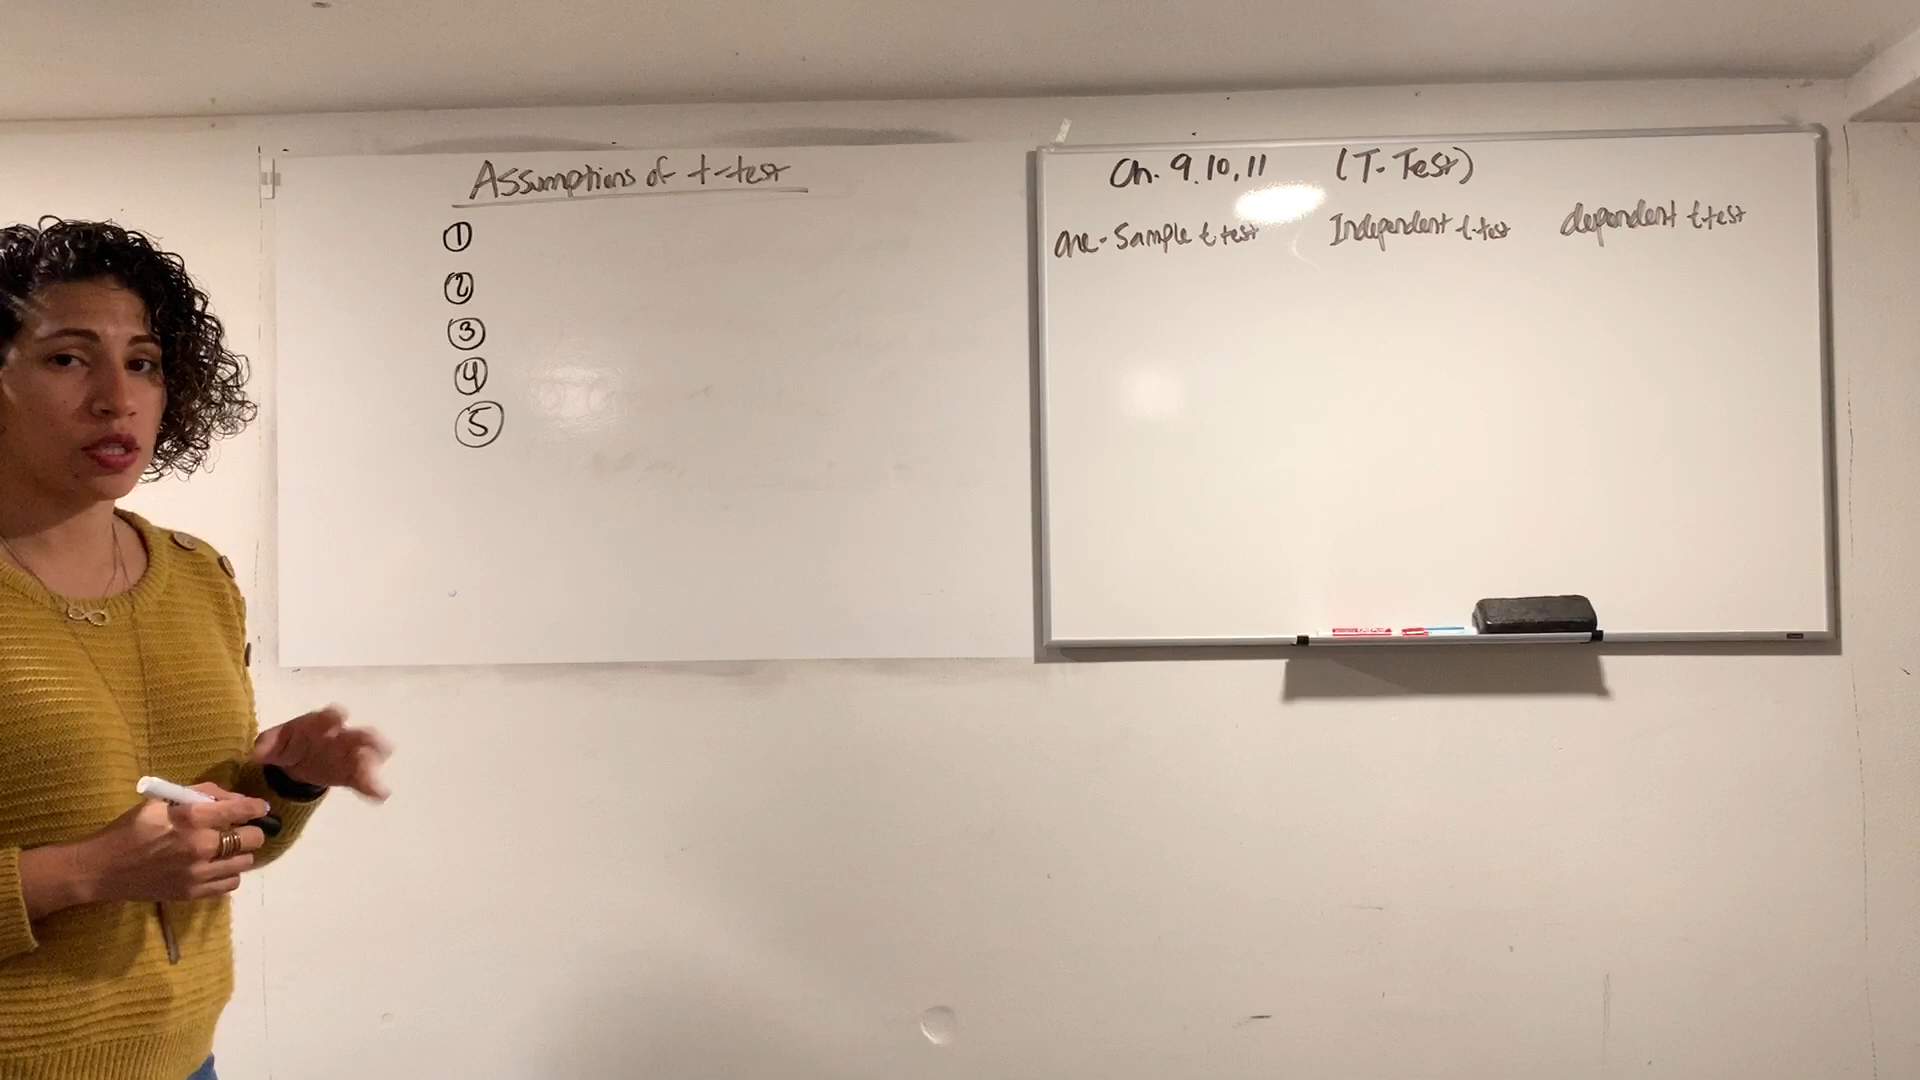 Assumptions of t-test
①
②
③
④
⑤
Ch. 9, 10, 11 (T-Test)
one-Sample t-test Independent t-test dependent t-test